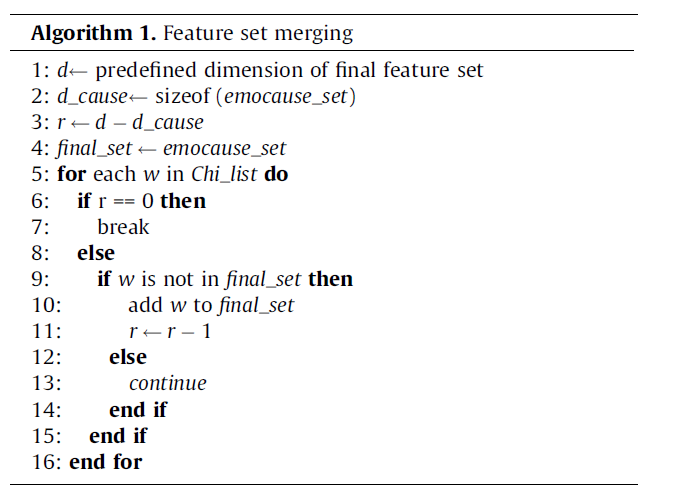 Algorithm 1. Feature set merging
1: d← predefined dimension of final feature set
2: d_cause← sizeof (emocause_set)
3: r ← d − d_cause
4: final_set ← emocause_set
5: for each w in Chi_list do
6: if r == 0 then
7: break
8: else
9: if w is not in final_set then
10: add w to final_set
11: r ← r − 1
12: else
13: continue
14: end if
15: end if
16: end for